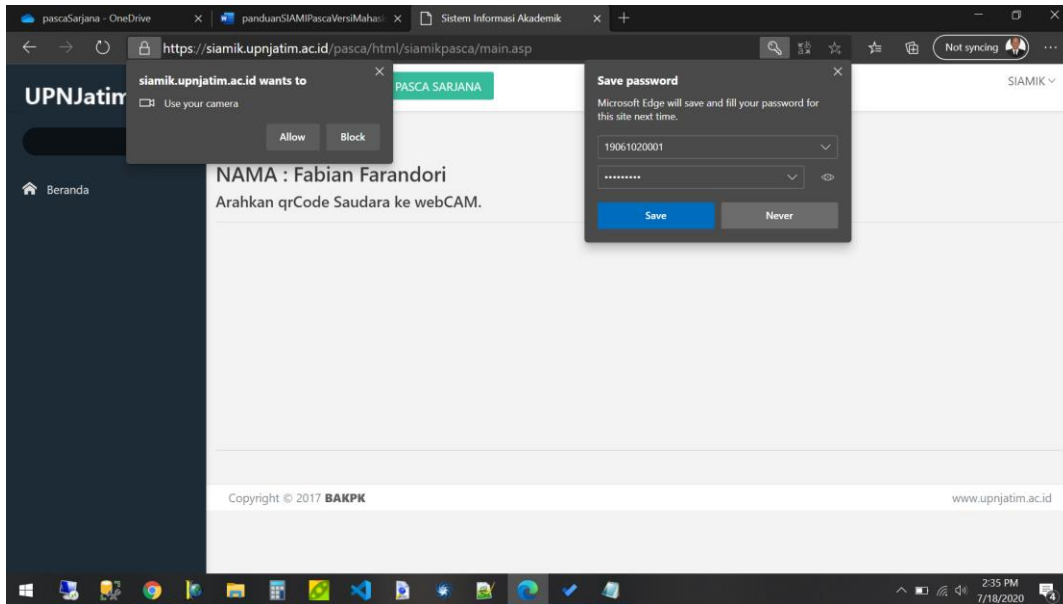 pascaSarjana - OneDrive
panduanSIAMIPascaVersiMahas
Sistem Informasi Akademik
https://siamik.upnjatim.ac.id/pasca/html/siamikpasca/main.asp
Not syncing
UPNJatim
siamik.upnjatim.ac.id wants to
Use your camera
Allow
Block
PASCA SARJANA
Save password
Microsoft Edge will save and fill your password for
this site next time.
19061020001
•••••••••
Save
Never
SIAMIK
Beranda
NAMA : Fabian Farandori
Arahkan qrCode Saudara ke webCAM.
Copyright © 2017 BAKPK
www.upnjatim.ac.id
2:35 PM
7/18/2020
4